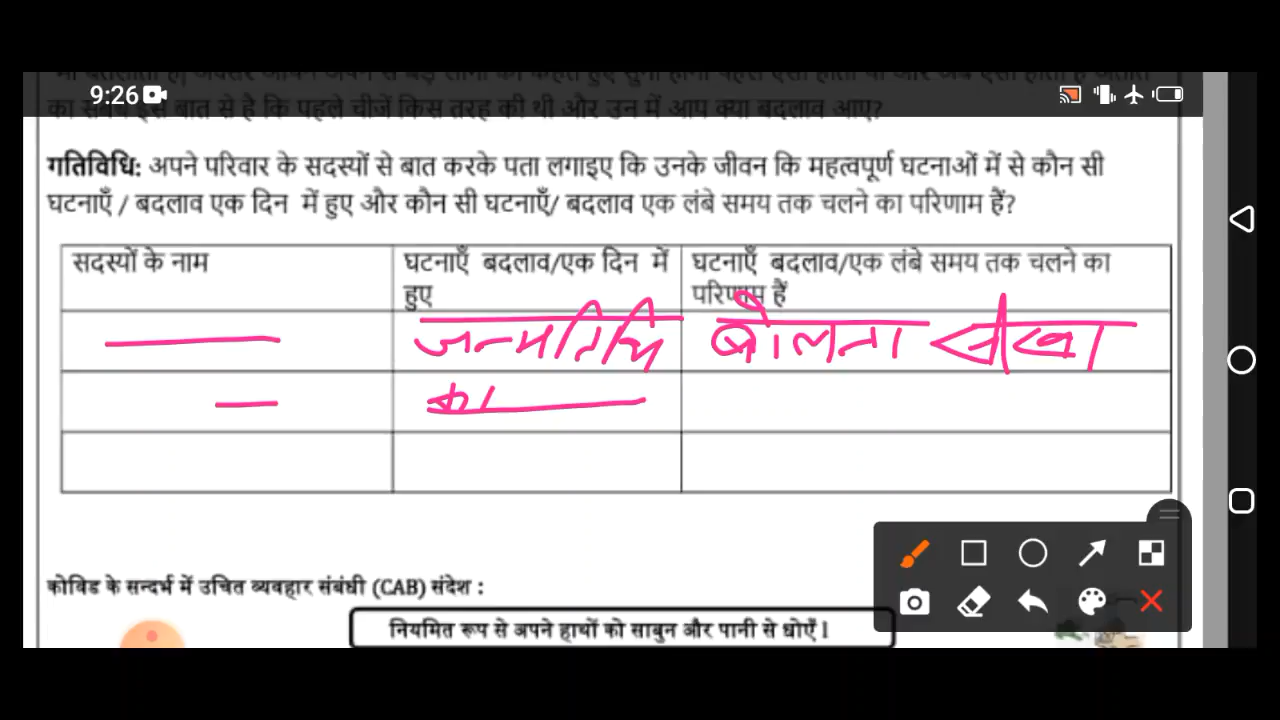 9:26
का संबंध इस बात से है कि पहले चीजें किस तरह की थी और उन में आप क्या बदलाव आए?
गतिविधि: अपने परिवार के सदस्यों से बात करके पता लगाइए कि उनके जीवन कि महत्वपूर्ण घटनाओं में से कौन सी
घटनाएँ / बदलाव एक दिन में हुए और कौन सी घटनाएँ/ बदलाव एक लंबे समय तक चलने का परिणाम हैं?
सदस्यों के नाम
घटनाएँ बदलाव/एक दिन में
हुए
घटनाएँ बदलाव/एक लंबे समय तक चलने का
परिणाम हैं
जन्मतिथि
बोलना सीखा
का
कोविड के सन्दर्भ में उचित व्यवहार संबंधी (CAB) संदेश :
नियमित रूप से अपने हाथों को साबुन और पानी से धोएँ l